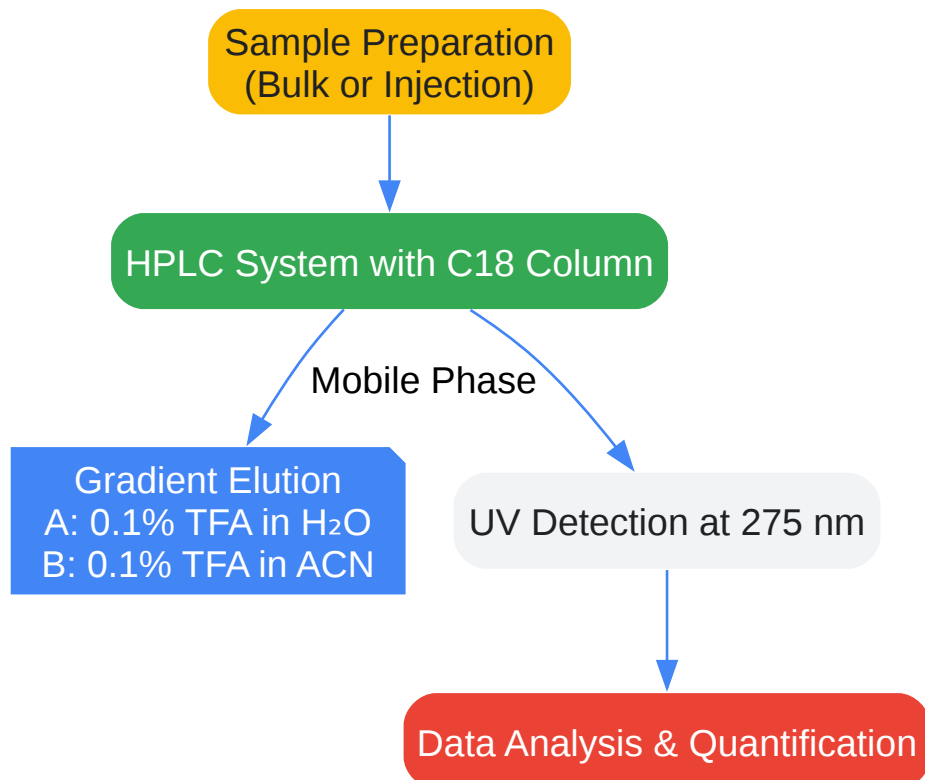 Sample Preparation
(Bulk or Injection)
HPLC System with C18 Column
Mobile Phase
Gradient Elution
A: 0.1% TFA in H₂O
B: 0.1% TFA in ACN
UV Detection at 275 nm
Data Analysis & Quantification